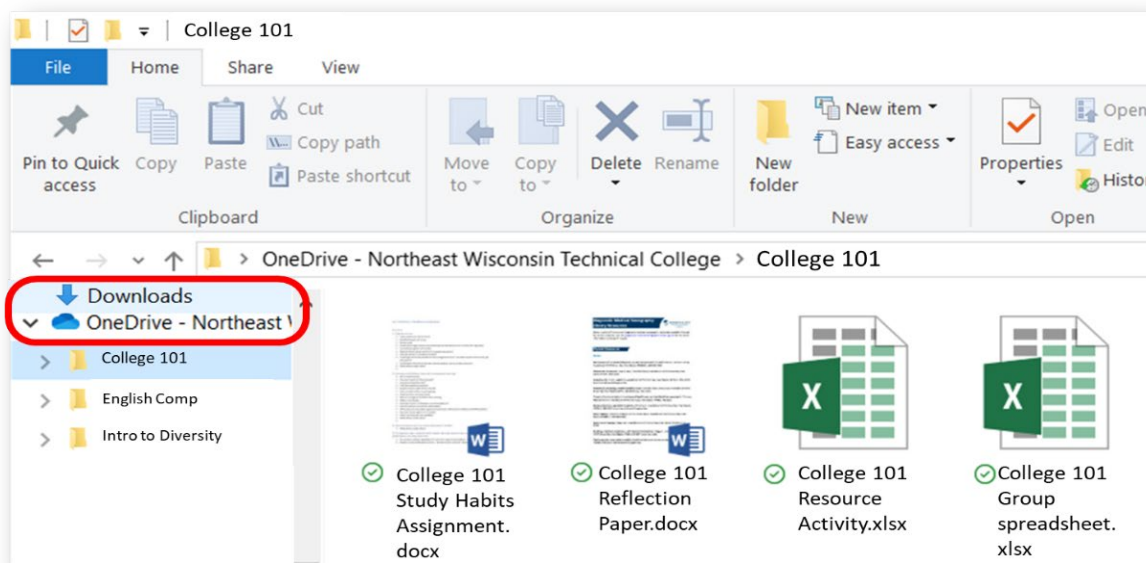 College 101
File Home Share View
Pin to Quick access
Copy
Paste
Cut
Copy path
Paste shortcut
Move to
Copy to
Delete
Rename
New folder
New item
Easy access
Properties
Open
Edit
Clipboard
Organize
New
Open
OneDrive - Northeast Wisconsin Technical College > College 101
Downloads
OneDrive - Northeast
College 101
English Comp
Intro to Diversity
College 101
Study Habits
Assignment.
docx
College 101
Reflection
Paper.docx
College 101
Resource
Activity.xlsx
College 101
Group
spreadsheet.
xlsx